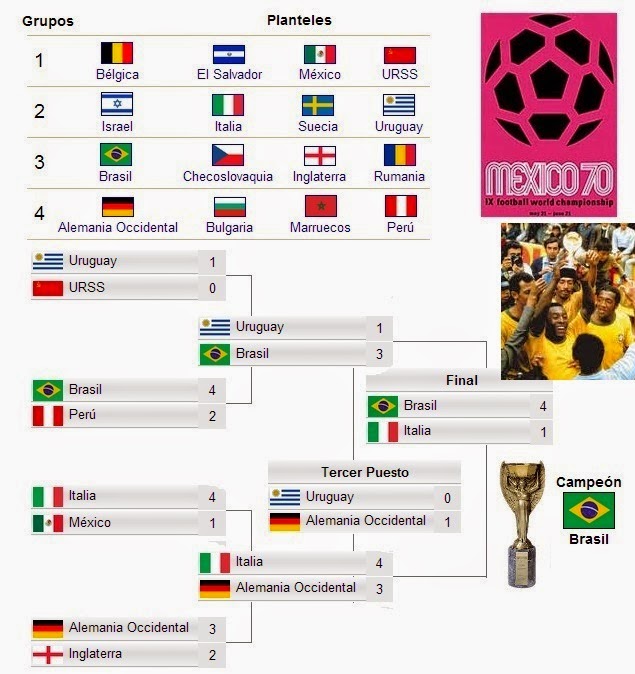 Grupos Planteles
1 Bélgica El Salvador México URSS
2 Israel Italia Suecia Uruguay
3 Brasil Checoslovaquia Inglaterra Rumania
4 Alemania Occidental Bulgaria Marruecos Perú
MEXICO 70
IX football world championship
may 31 – june 21
Uruguay 1
URSS 0
Uruguay 1
Brasil 3
Brasil 4
Perú 2
Final
Brasil 4
Italia 1
Tercer Puesto
Uruguay 0
Alemania Occidental 1
Italia 4
México 1
Italia 4
Alemania Occidental 3
Alemania Occidental 3
Inglaterra 2
Campeón
Brasil